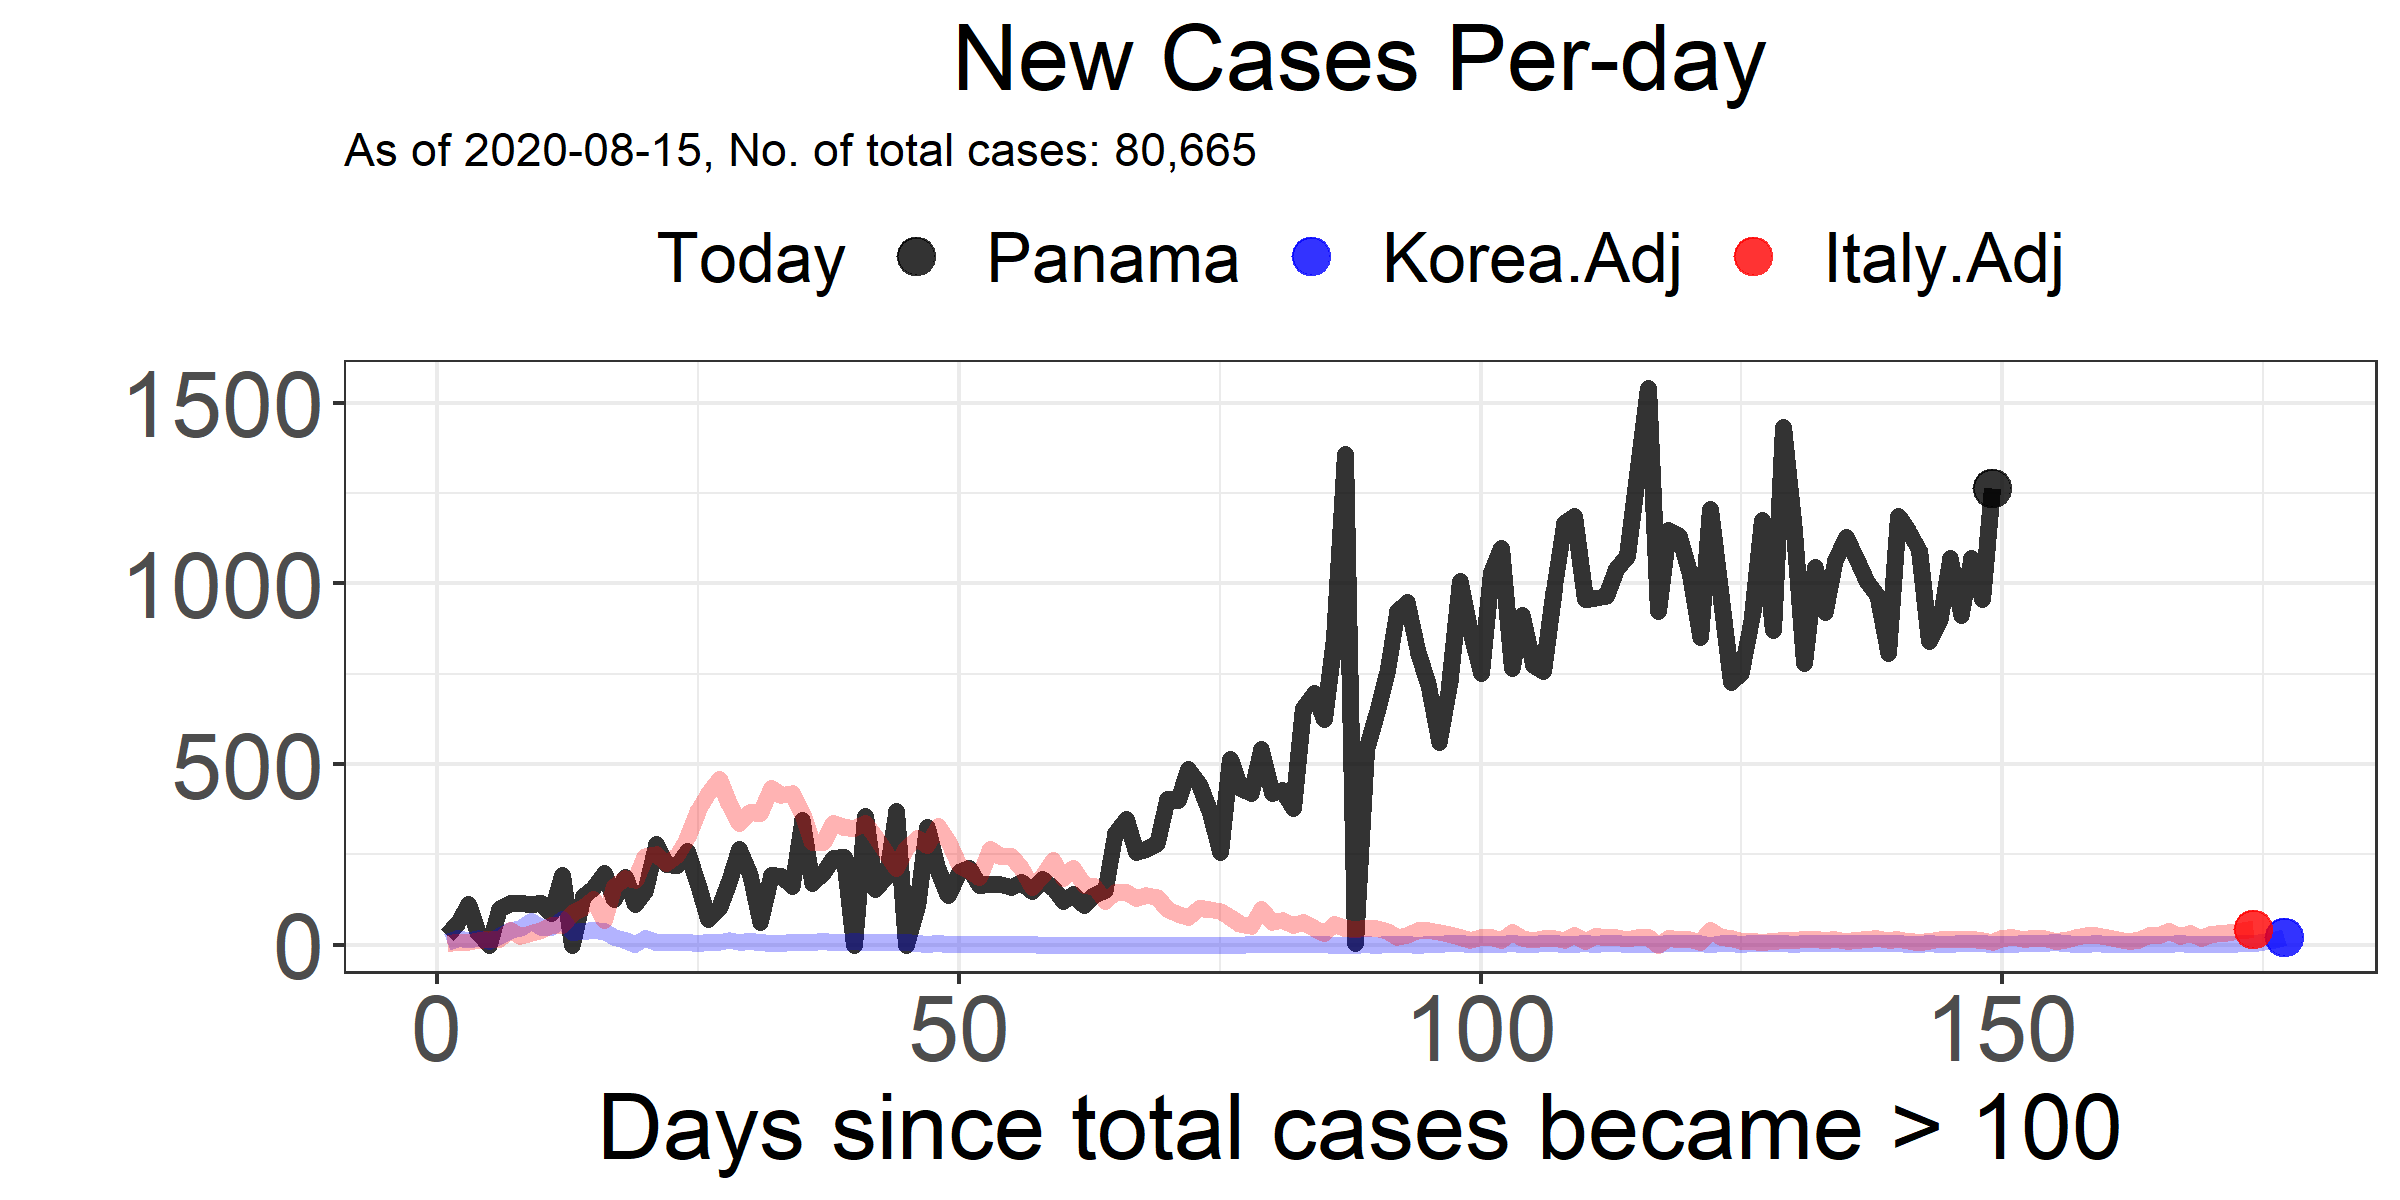 New Cases Per-day
As of 2020-08-15, No. of total cases: 80,665
Today Panama Korea.Adj Italy.Adj
1500
1000
500
0
0 50 100 150
Days since total cases became > 100